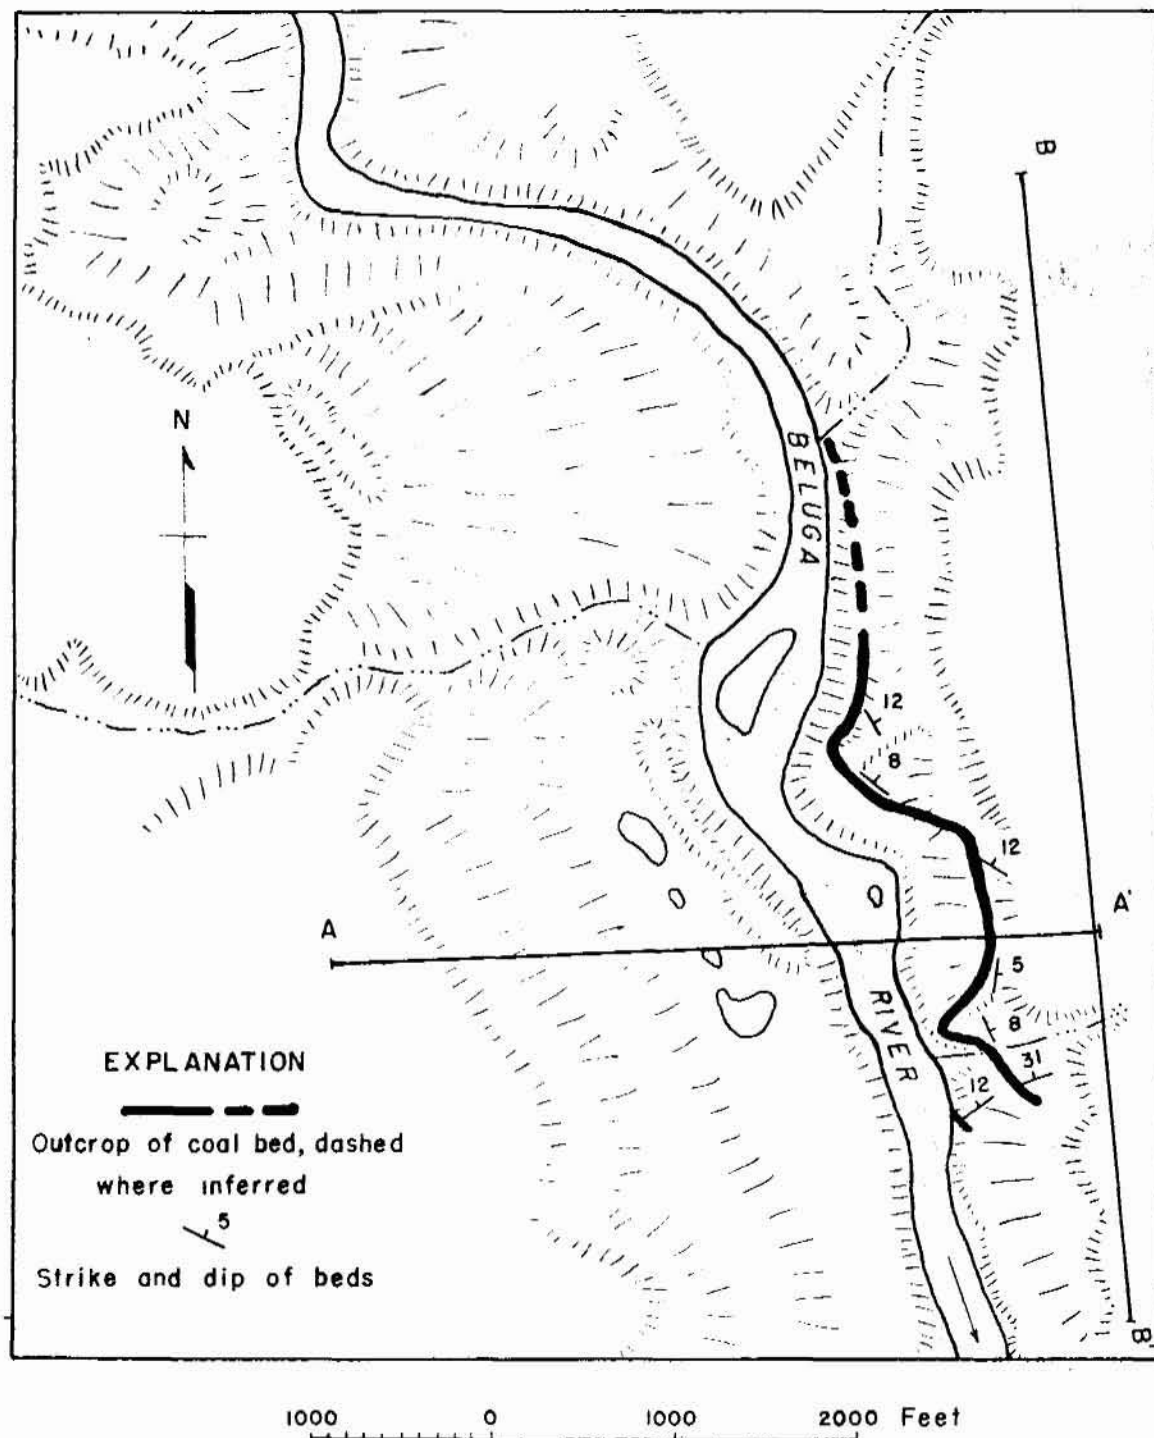 B
N
BELUGA
12
8
12
A
A'
5
8
31
12
RIVER
EXPLANATION
Outcrop of coal bed, dashed
where inferred
5
Strike and dip of beds
B'
1000 0 1000 2000 Feet